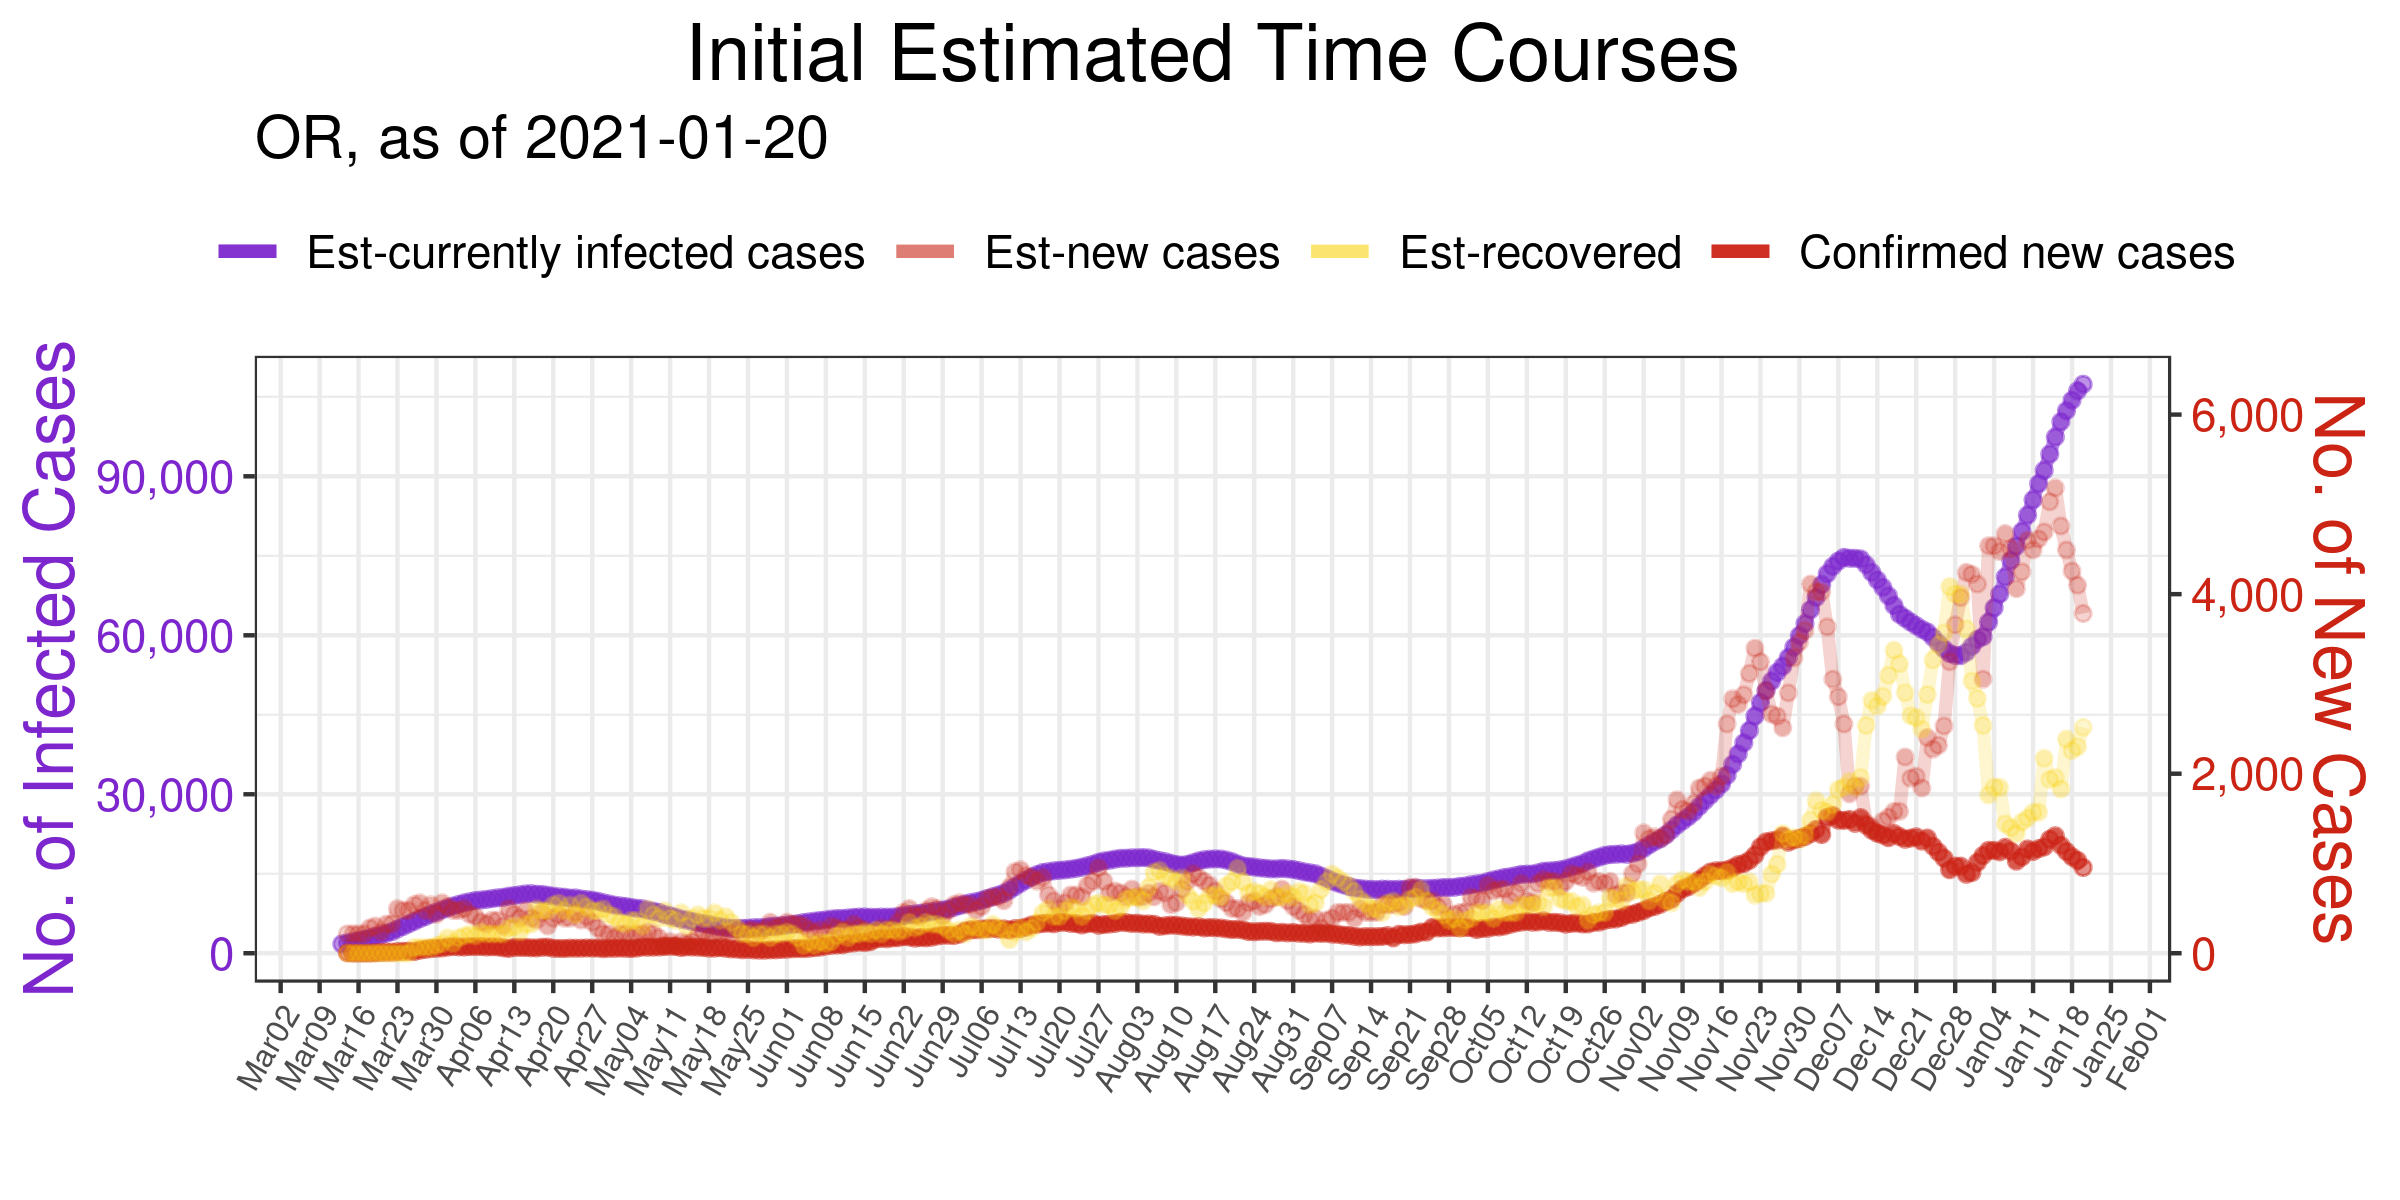 Initial Estimated Time Courses
OR, as of 2021-01-20
Est-currently infected cases
Est-new cases
Est-recovered
Confirmed new cases
No. of Infected Cases
90,000
60,000
30,000
0
6,000
4,000
2,000
0
No. of New Cases
Mar02
Mar09
Mar16
Mar23
Mar30
Apr06
Apr13
Apr20
Apr27
May04
May11
May18
May25
Jun01
Jun08
Jun15
Jun22
Jun29
Jul06
Jul13
Jul20
Jul27
Aug03
Aug10
Aug17
Aug24
Aug31
Sep07
Sep14
Sep21
Sep28
Oct05
Oct12
Oct19
Oct26
Nov02
Nov09
Nov16
Nov23
Nov30
Dec07
Dec14
Dec21
Dec28
Jan04
Jan11
Jan18
Jan25
Feb01